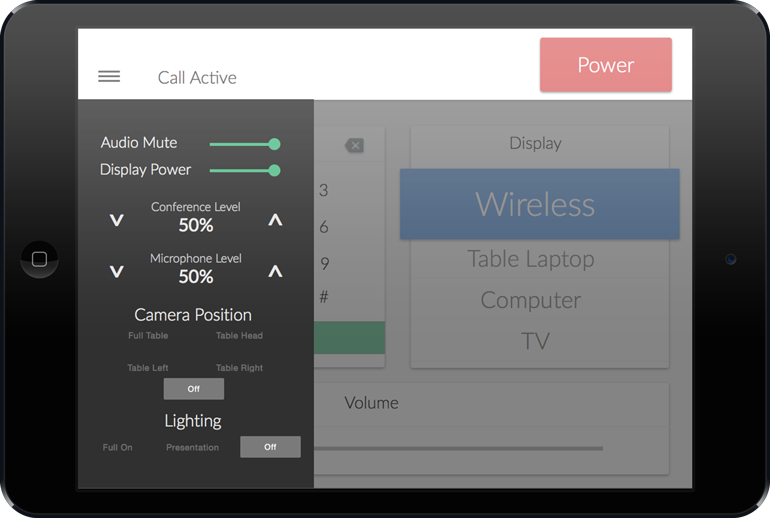 Call Active
Power
Audio Mute
Display Power
Conference Level
50%
Microphone Level
50%
Camera Position
Full Table Table Head
Table Left Table Right
Off
Lighting
Full On Presentation Off
3
6
9
#
Display
Wireless
Table Laptop
Computer
TV
Volume